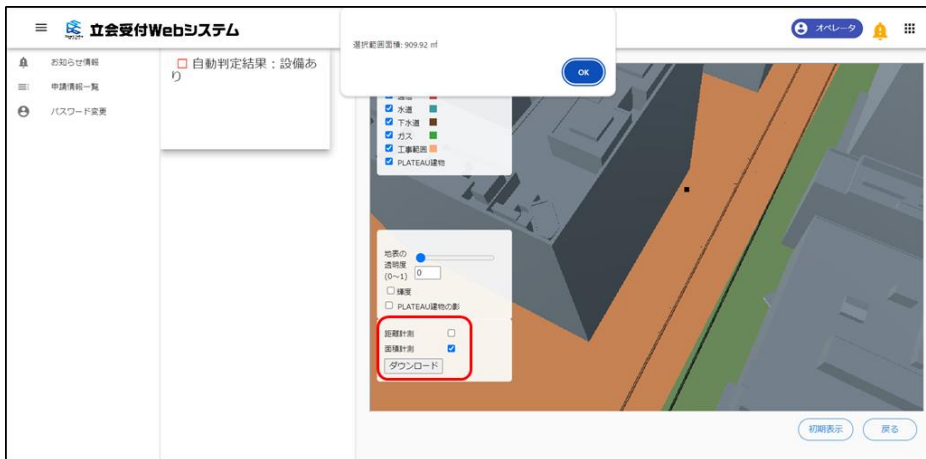 立会受付Webシステム
オペレータ
お知らせ情報
申請情報一覧
パスワード変更
自動判定結果：設備あ
り
選択範囲面積: 909.92 ㎡
OK
水道
下水道
ガス
工事範囲
PLATEAU建物
地表の
透明度
(0～1)
0
輝度
PLATEAU建物の影
距離計測
面積計測
ダウンロード
初期表示
戻る